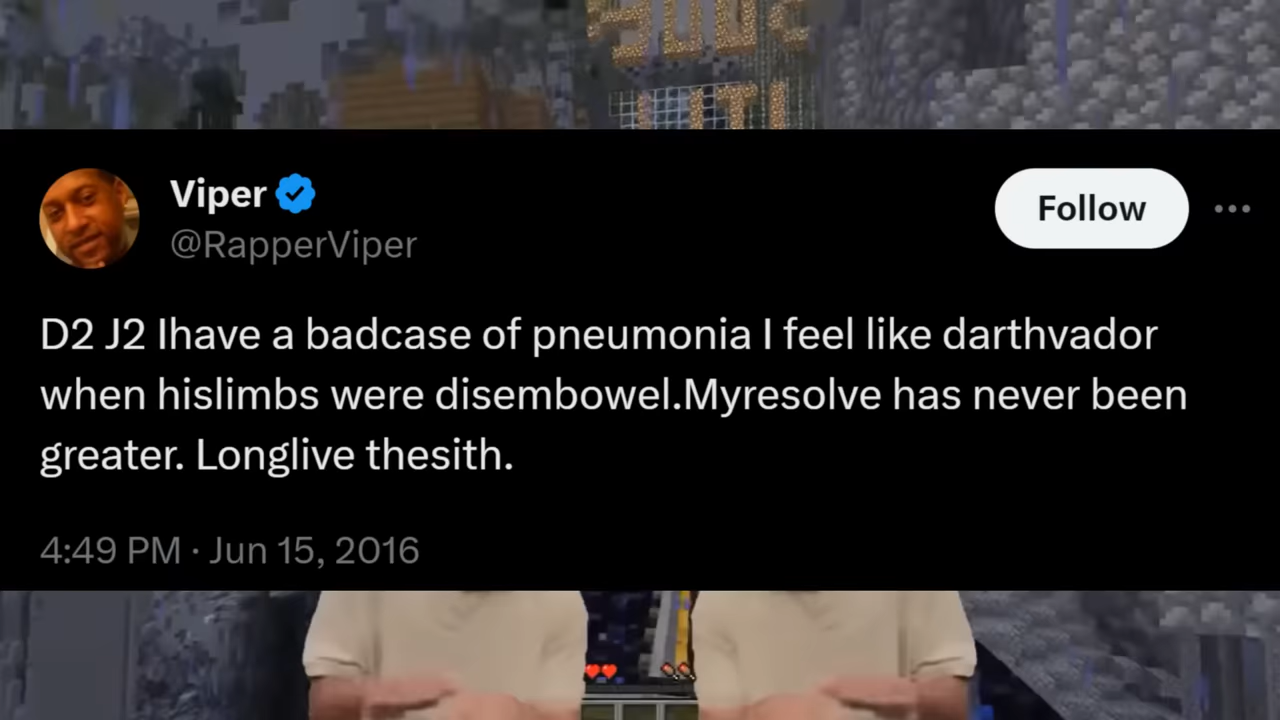 Viper
@RapperViper
Follow
D2 J2 Ihave a badcase of pneumonia I feel like darthvador
when hislimbs were disembowel.Myresolve has never been
greater. Longlive thesith.
4:49 PM · Jun 15, 2016